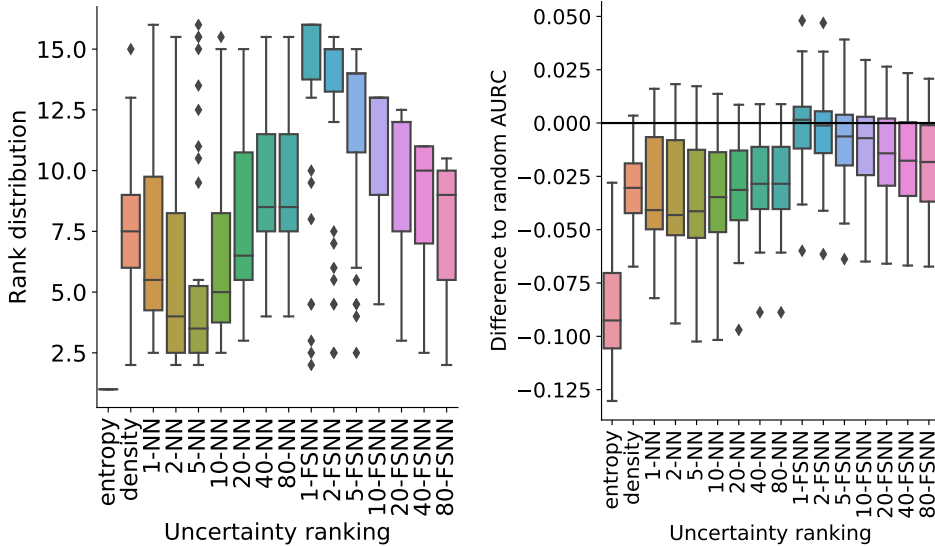 Rank distribution
15.0
12.5
10.0
7.5
5.0
2.5
entropy
density
1-NN
2-NN
5-NN
10-NN
20-NN
40-NN
80-NN
1-FSNN
2-FSNN
5-FSNN
10-FSNN
20-FSNN
40-FSNN
80-FSNN
Uncertainty ranking
Difference to random AURC
0.050
0.025
0.000
−0.025
−0.050
−0.075
−0.100
−0.125
entropy
density
1-NN
2-NN
5-NN
10-NN
20-NN
40-NN
80-NN
1-FSNN
2-FSNN
5-FSNN
10-FSNN
20-FSNN
40-FSNN
80-FSNN
Uncertainty ranking